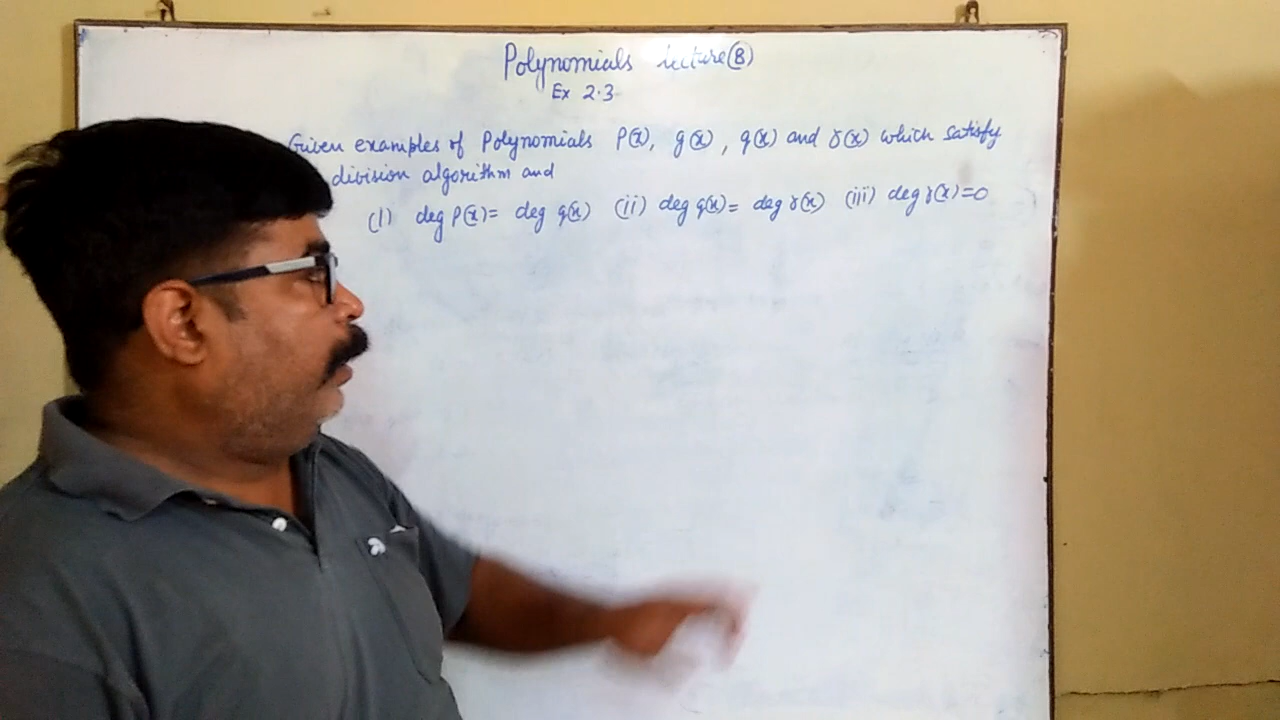 Polynomials lecture (8)
Ex 2.3
Given examples of Polynomials P(x), g(x), q(x) and r(x) which satisfy
division algorithm and
(i) deg P(x) = deg q(x) (ii) deg q(x) = deg r(x) (iii) deg r(x) = 0